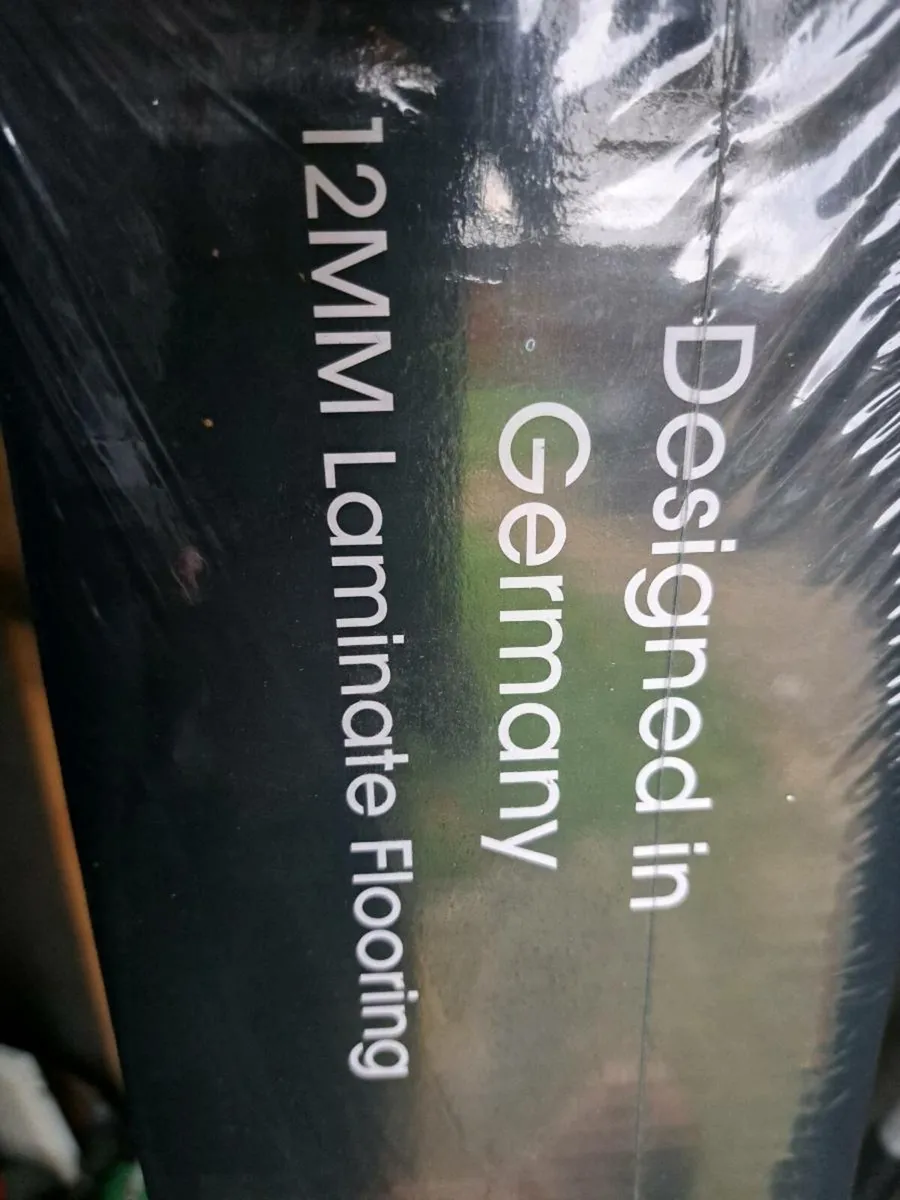 Designed in
Germany
12MM Laminate Flooring